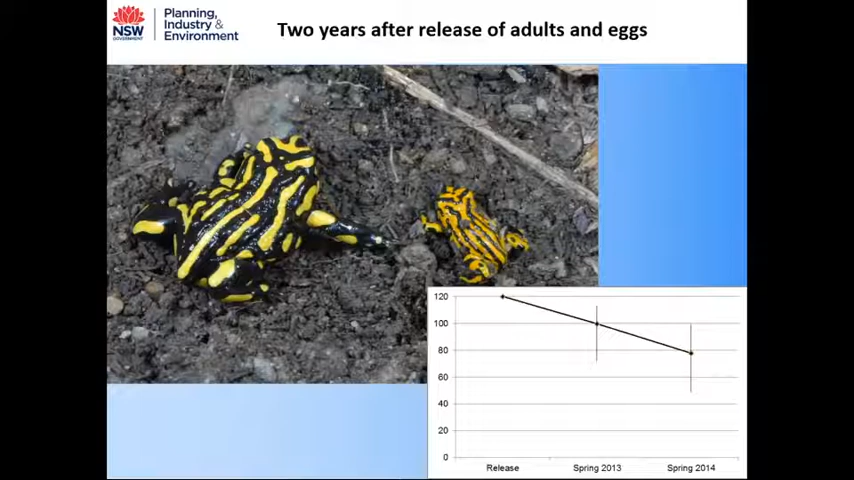 NSW
GOVERNMENT
Planning,
Industry &
Environment
Two years after release of adults and eggs
120
100
80
60
40
20
0
Release
Spring 2013
Spring 2014